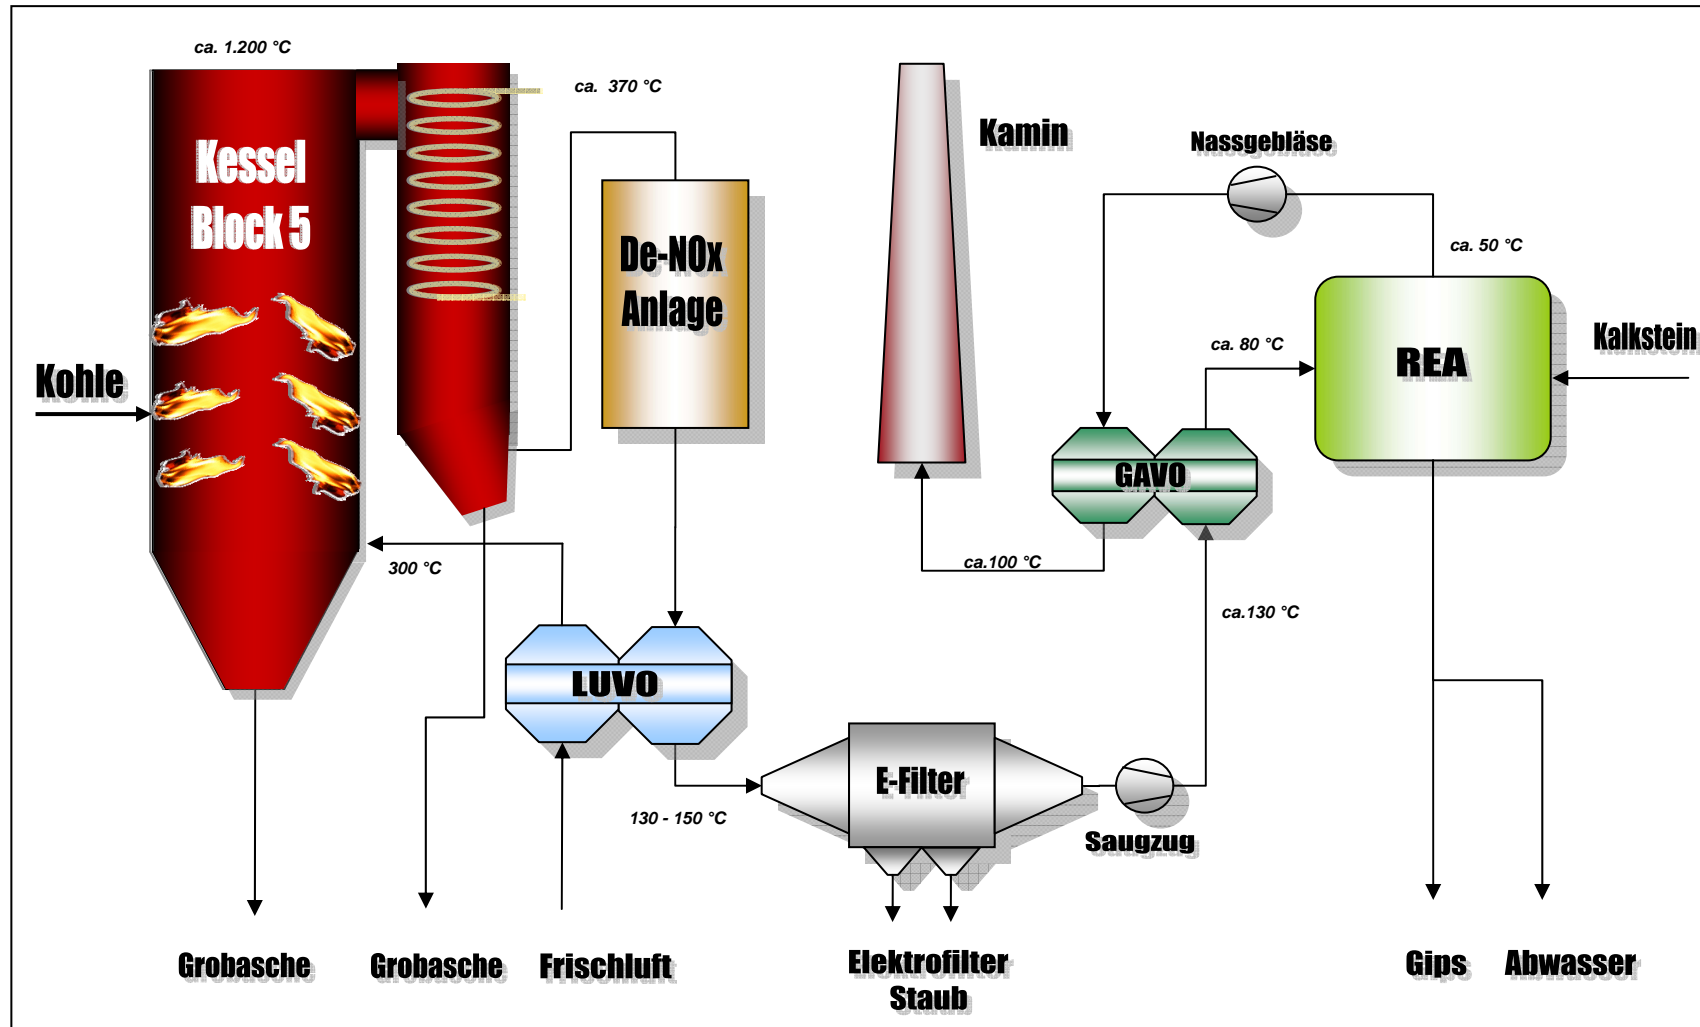 ca. 1.200 °C
ca. 370 °C
Kessel
Block 5
Kamin
Nassgebläse
De-NOx
Anlage
ca. 50 °C
ca. 80 °C
Kalkstein
REA
Kohle
GAVO
300 °C
ca.100 °C
ca.130 °C
LUVO
130 - 150 °C
E-Filter
Saugzug
Grobasche
Grobasche
Frischluft
Elektrofilter
Staub
Gips
Abwasser